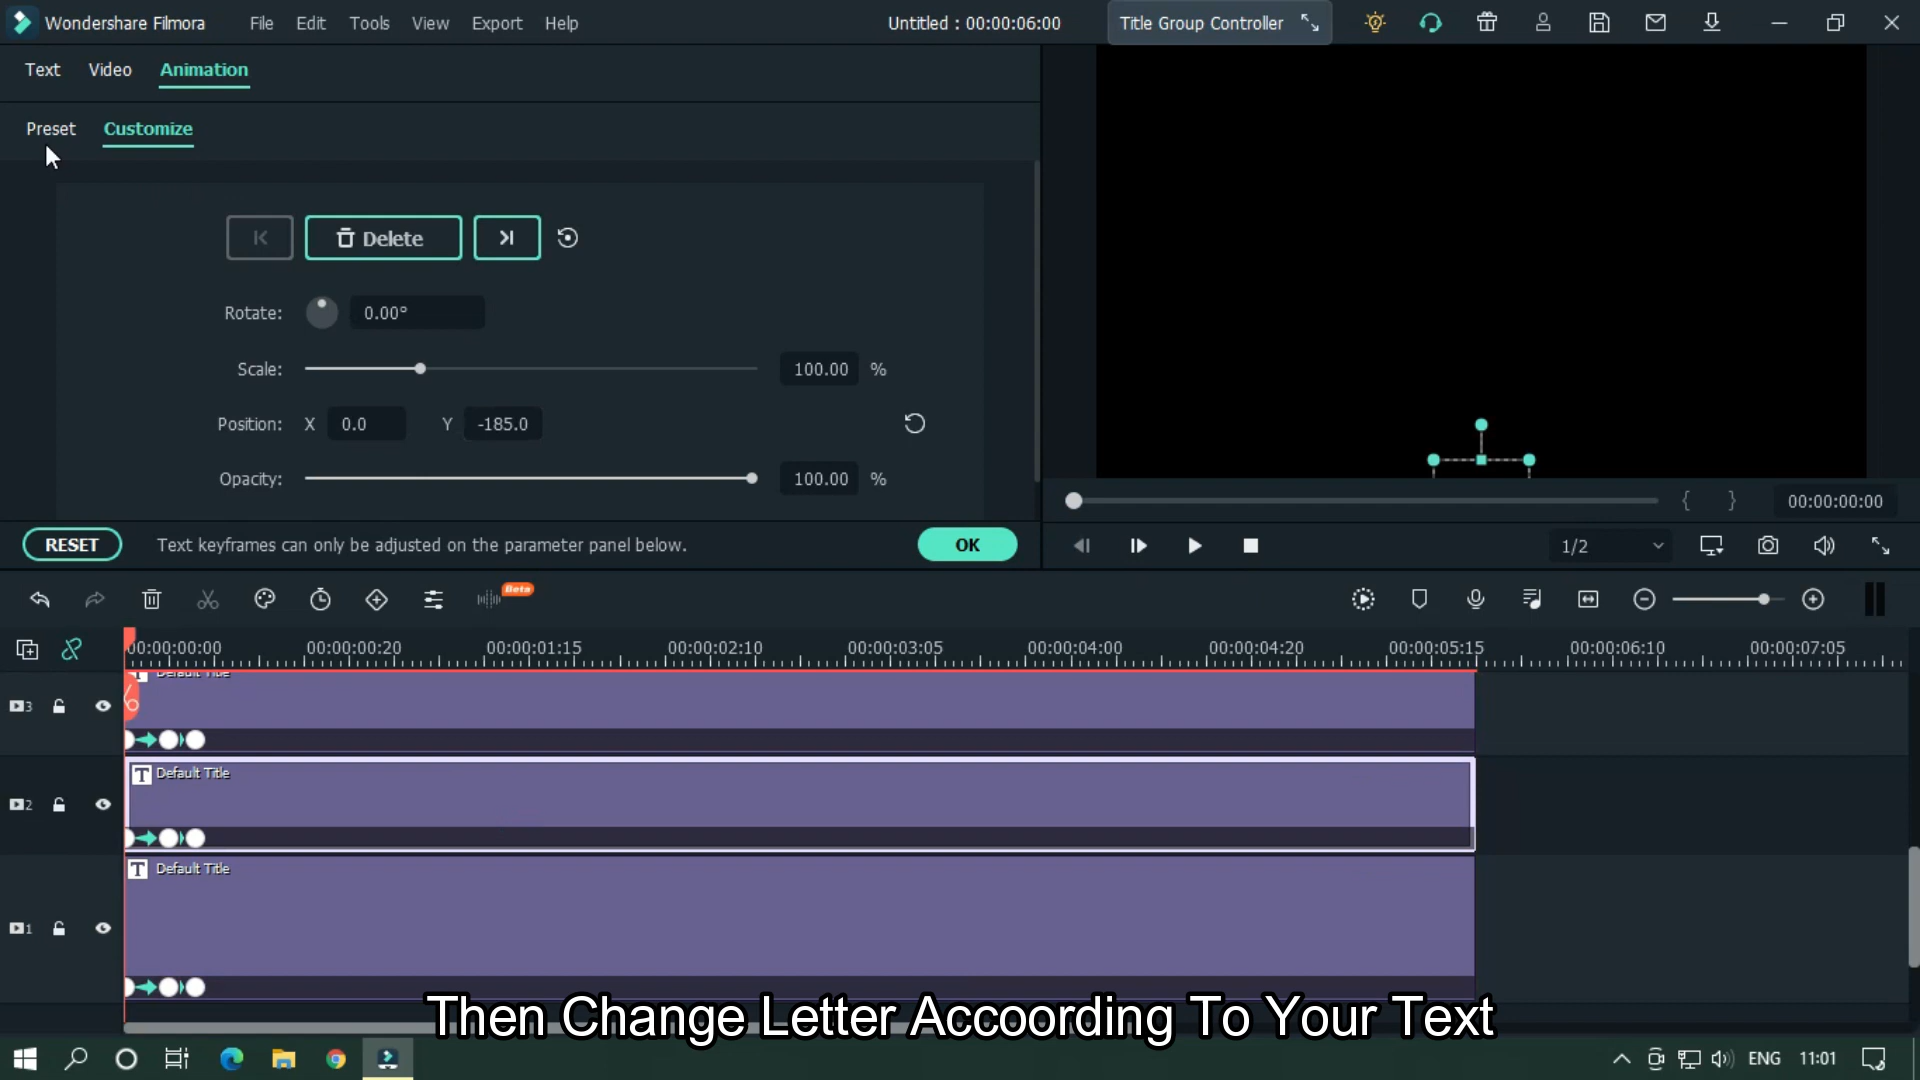 Wondershare Filmora File Edit Tools View Export Help Untitled : 00:00:06:00 Title Group Controller
Text Video Animation
Preset Customize
Delete
Rotate: 0.00°
Scale: 100.00 %
Position: X 0.0 Y -185.0
Opacity: 100.00 %
{ } 00:00:00:00
RESET Text keyframes can only be adjusted on the parameter panel below. OK
1/2
Beta
00:00:00:00 00:00:00:20 00:00:01:15 00:00:02:10 00:00:03:05 00:00:04:00 00:00:04:20 00:00:05:15 00:00:06:10 00:00:07:05
T Default Title
3
T Default Title
2
T Default Title
1
Then Change Letter Accoording To Your Text
ENG 11:01